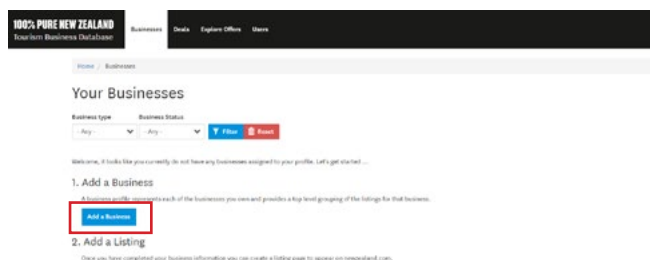 100% PURE NEW ZEALAND
Tourism Business Database
Businesses Deals Explore Offers Users
Home / Businesses
Your Businesses
Business type Business Status
- Any - - Any - Filter Reset
Welcome, it looks like you currently do not have any businesses assigned to your profile. Let's get started ...
1. Add a Business
A business profile represents each of the businesses you own and provides a top level grouping of the listings for that business.
Add a Business
2. Add a Listing
Once you have completed your business information you can create a listing page to appear on newzealand.com.